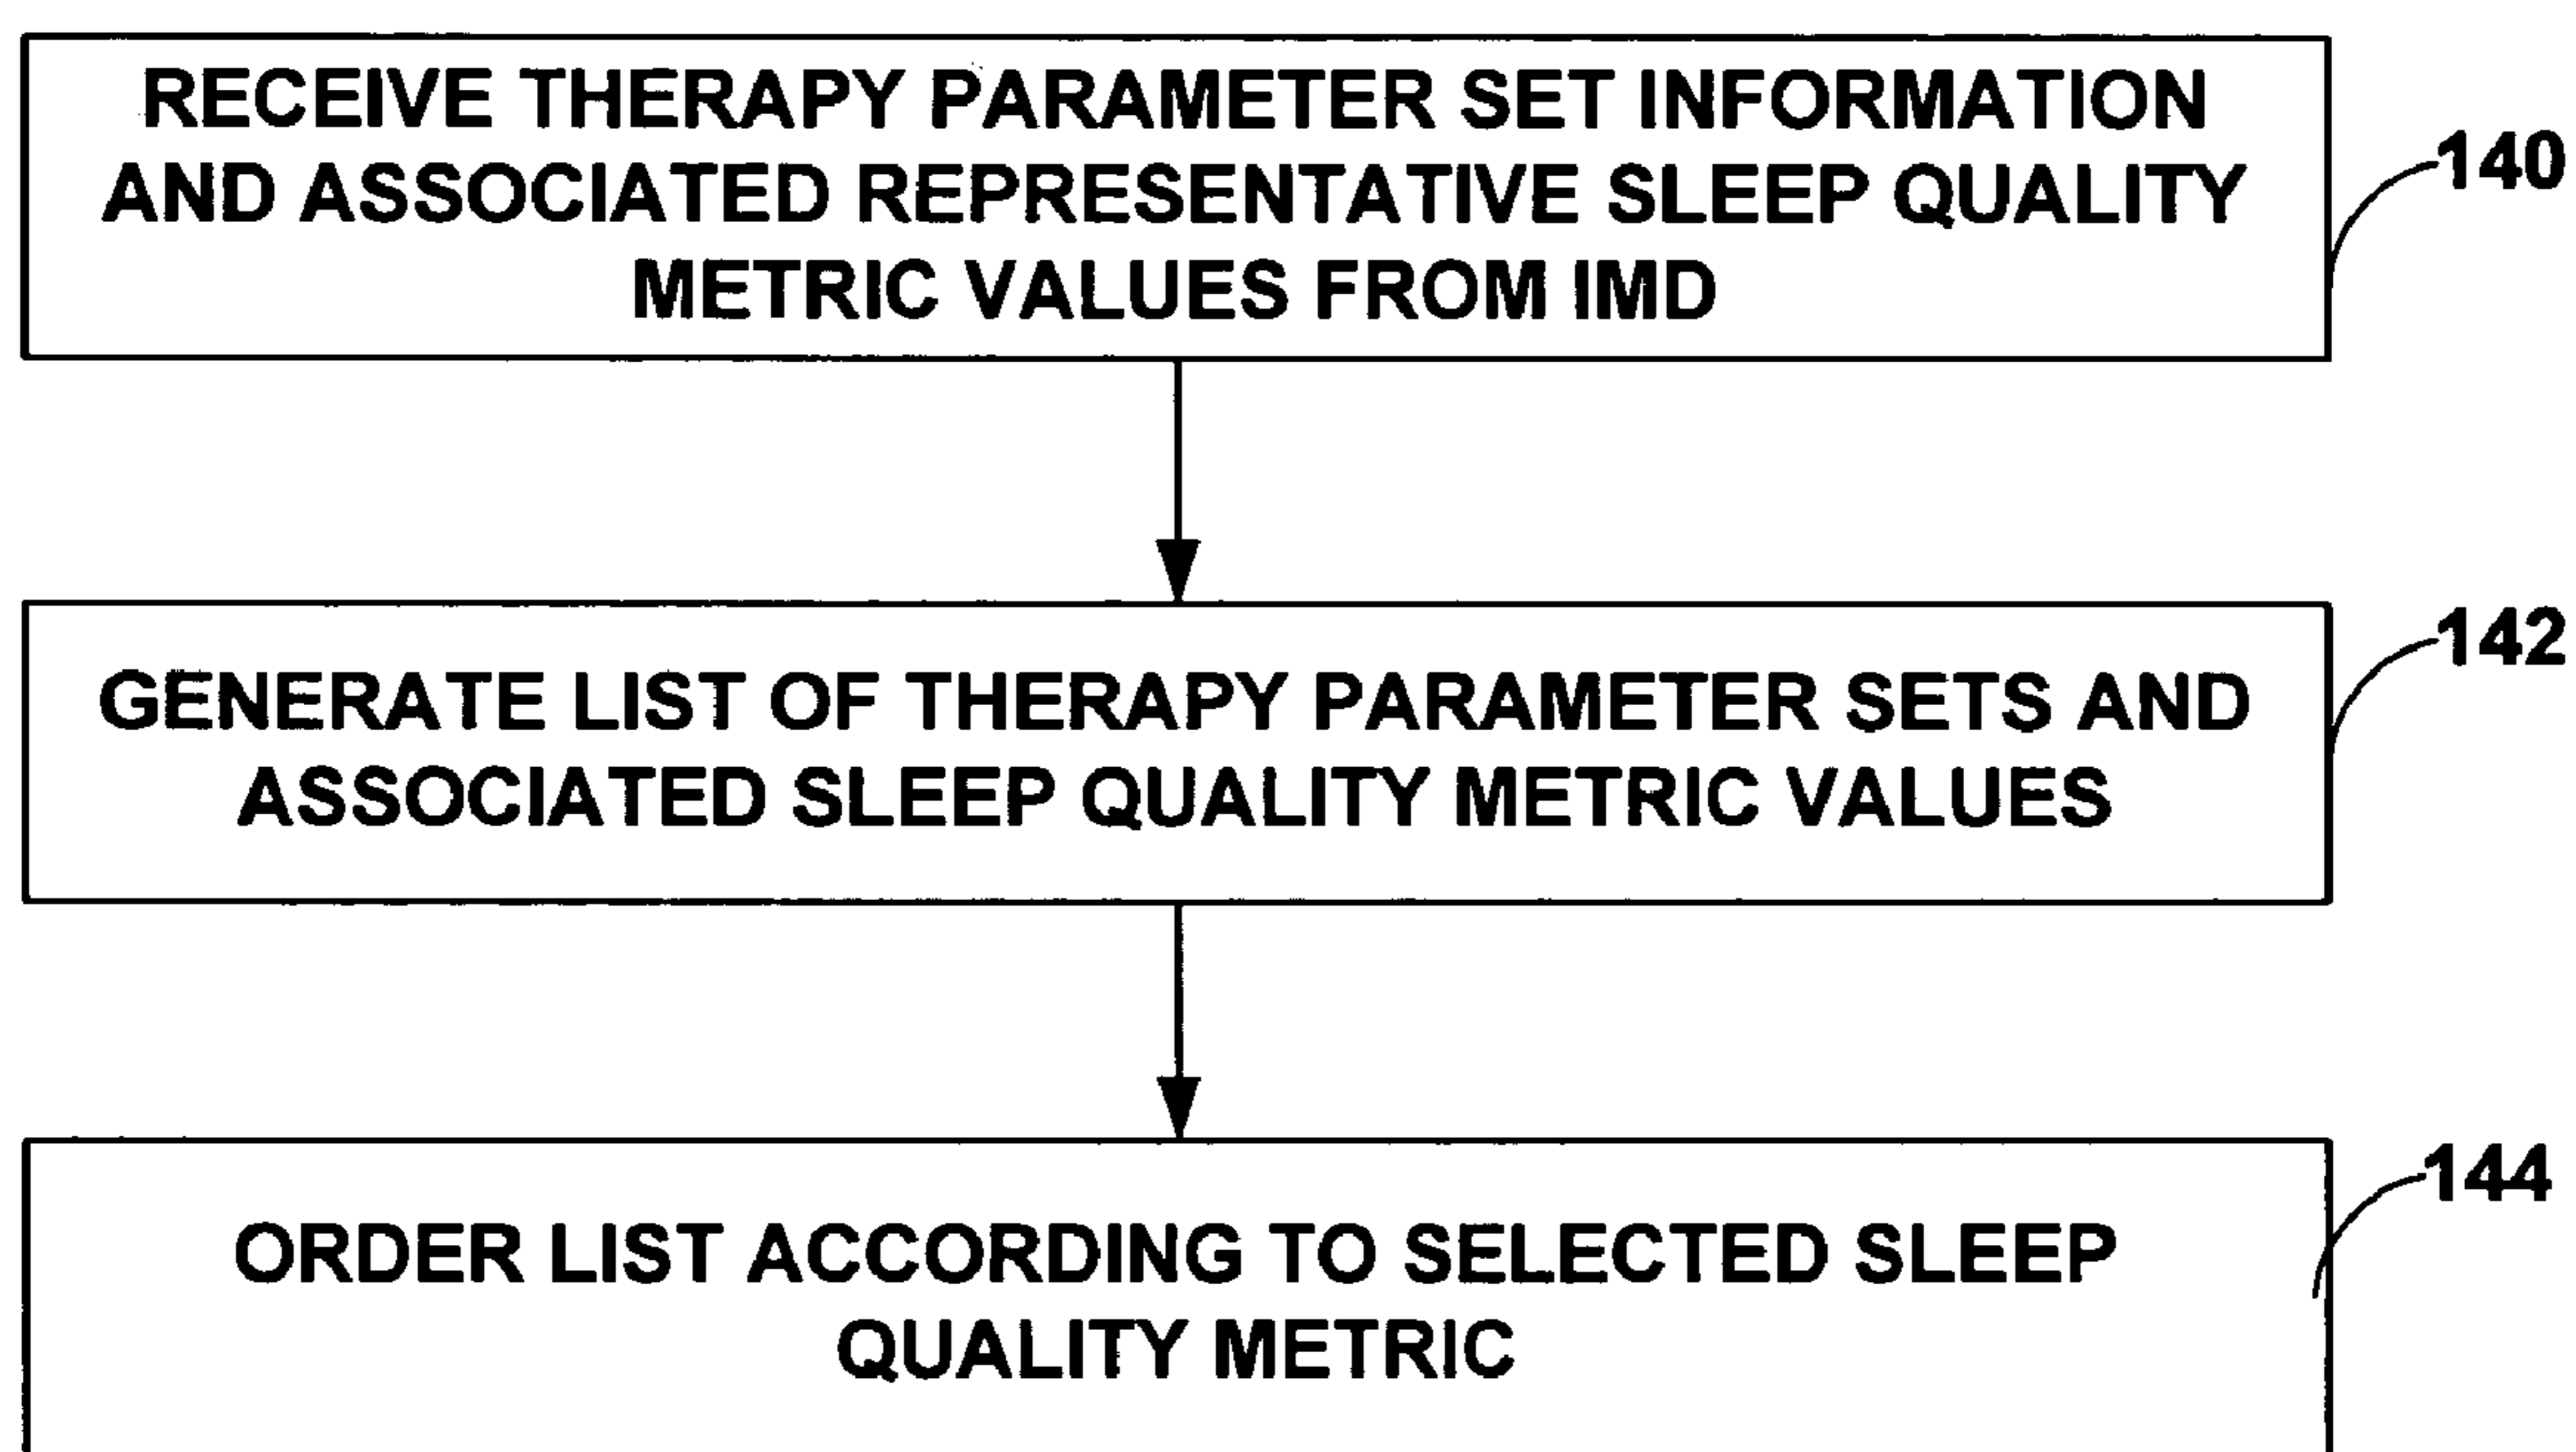 RECEIVE THERAPY PARAMETER SET INFORMATION
AND ASSOCIATED REPRESENTATIVE SLEEP QUALITY
METRIC VALUES FROM IMD
140
GENERATE LIST OF THERAPY PARAMETER SETS AND
ASSOCIATED SLEEP QUALITY METRIC VALUES
142
ORDER LIST ACCORDING TO SELECTED SLEEP
QUALITY METRIC
144